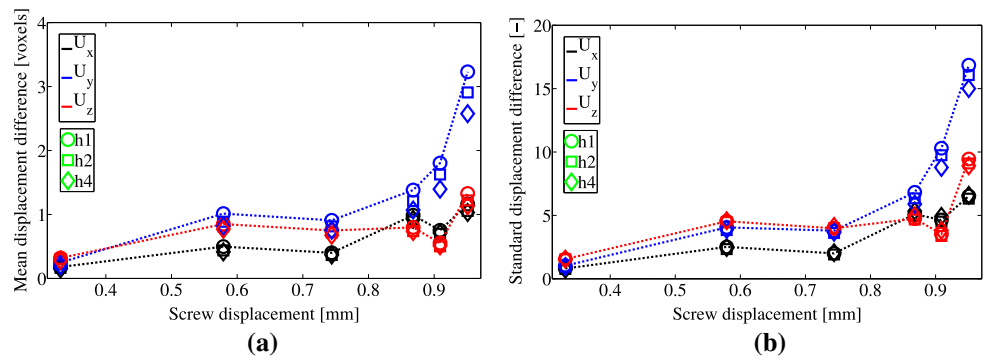 Mean displacement difference [voxels]
4
3
2
1
0
U_x
U_y
U_z
h1
h2
h4
0.4 0.5 0.6 0.7 0.8 0.9
Screw displacement [mm]
(a)
Standard displacement difference [–]
20
15
10
5
0
U_x
U_y
U_z
h1
h2
h4
0.4 0.5 0.6 0.7 0.8 0.9
Screw displacement [mm]
(b)